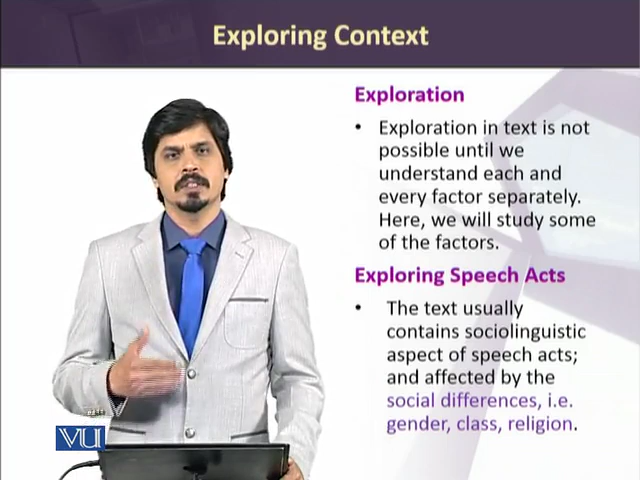 Exploring Context
Exploration
• Exploration in text is not
possible until we
understand each and
every factor separately.
Here, we will study some
of the factors.
Exploring Speech Acts
• The text usually
contains sociolinguistic
aspect of speech acts;
and affected by the
social differences, i.e.
gender, class, religion.
VU